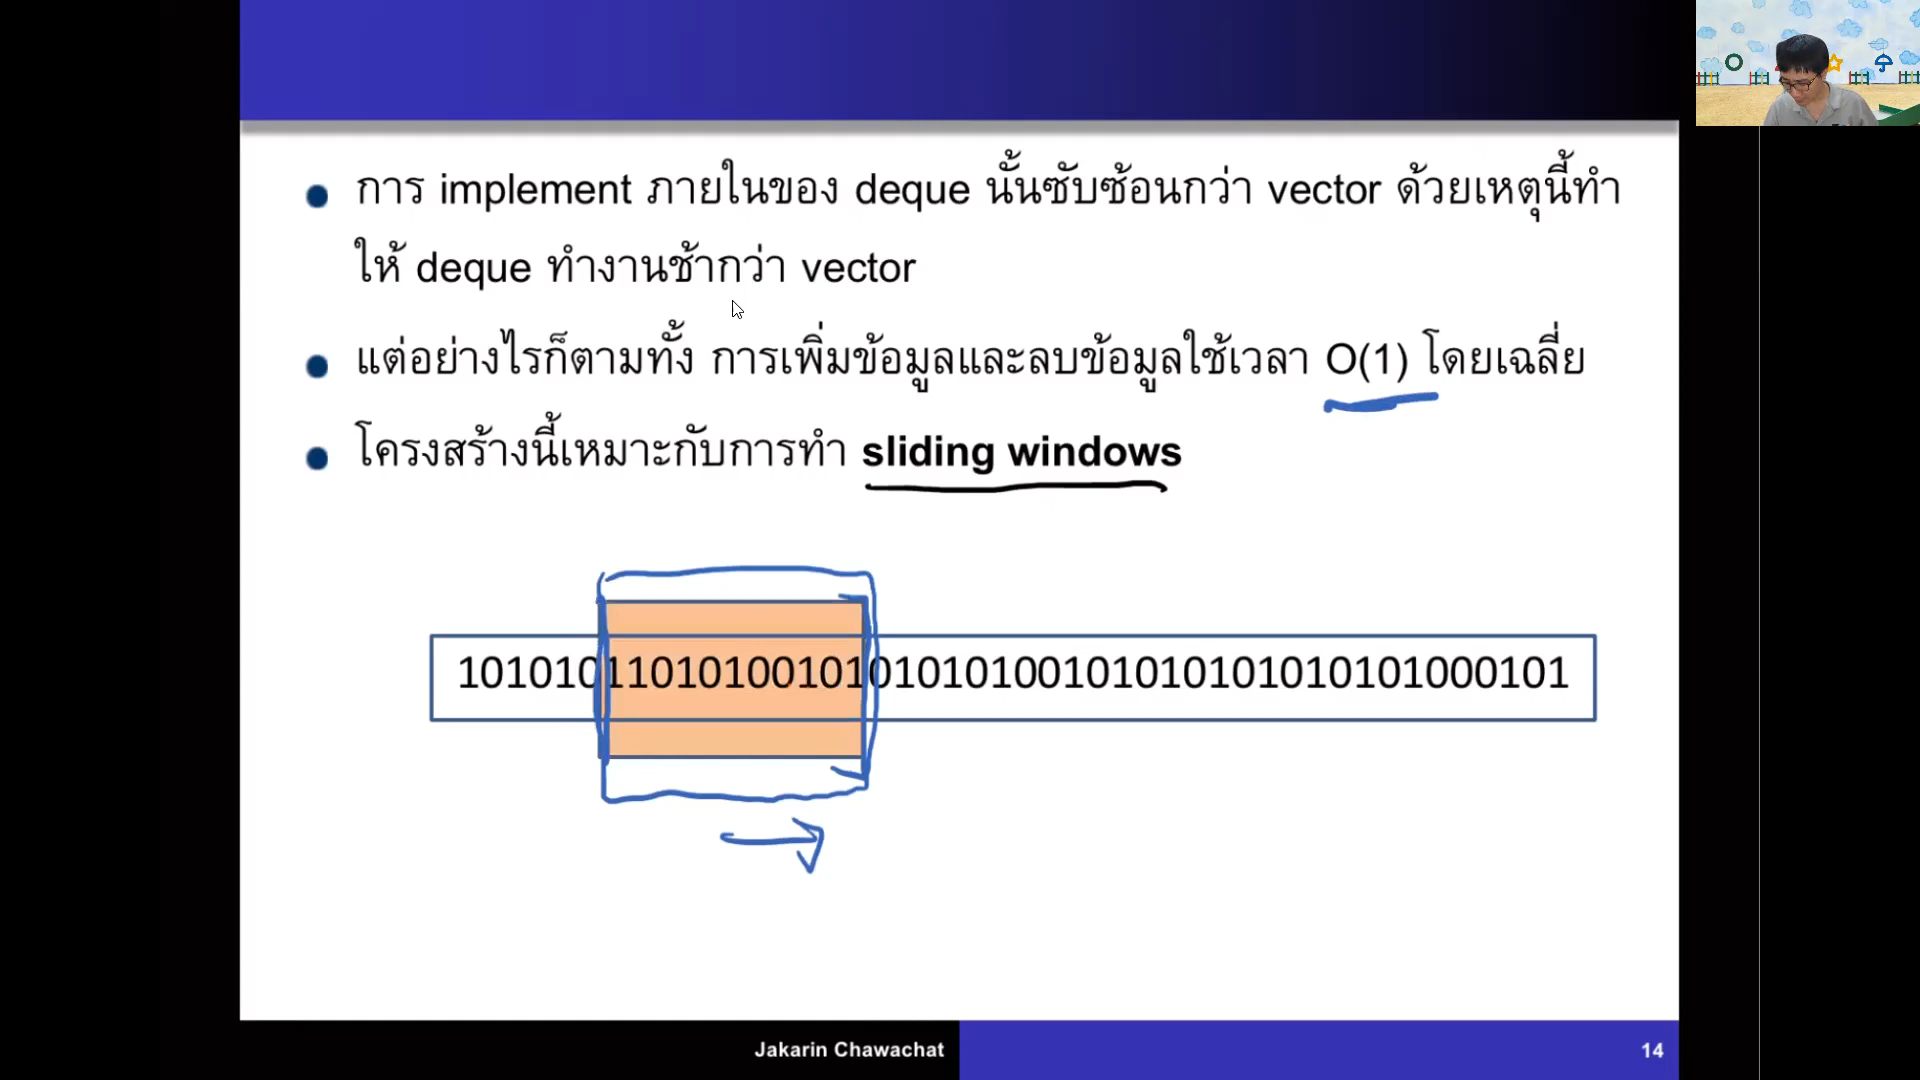 การ implement ภายในของ deque นั้นซับซ้อนกว่า vector ด้วยเหตุนี้ทำ
ให้ deque ทำงานช้ากว่า vector
แต่อย่างไรก็ตามทั้ง การเพิ่มข้อมูลและลบข้อมูลใช้เวลา O(1) โดยเฉลี่ย
โครงสร้างนี้เหมาะกับการทำ sliding windows
1010101101010010101010100101010101010101000101
Jakarin Chawachat
14